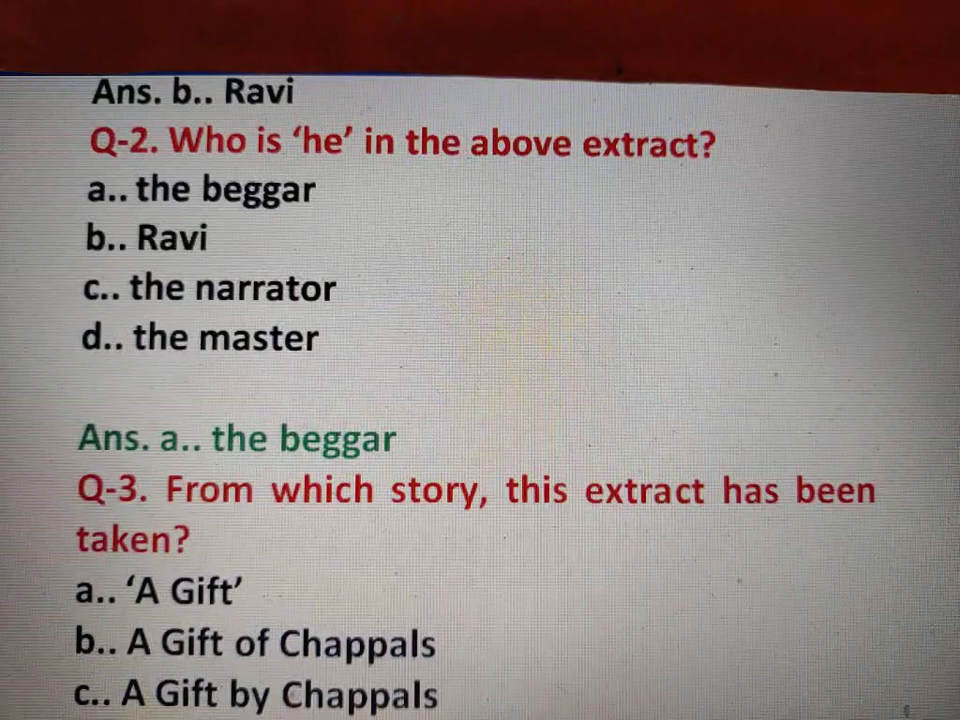 Ans. b.. Ravi
Q-2. Who is ‘he’ in the above extract?
a.. the beggar
b.. Ravi
c.. the narrator
d.. the master
Ans. a.. the beggar
Q-3. From which story, this extract has been
taken?
a.. ‘A Gift’
b.. A Gift of Chappals
c.. A Gift by Chappals